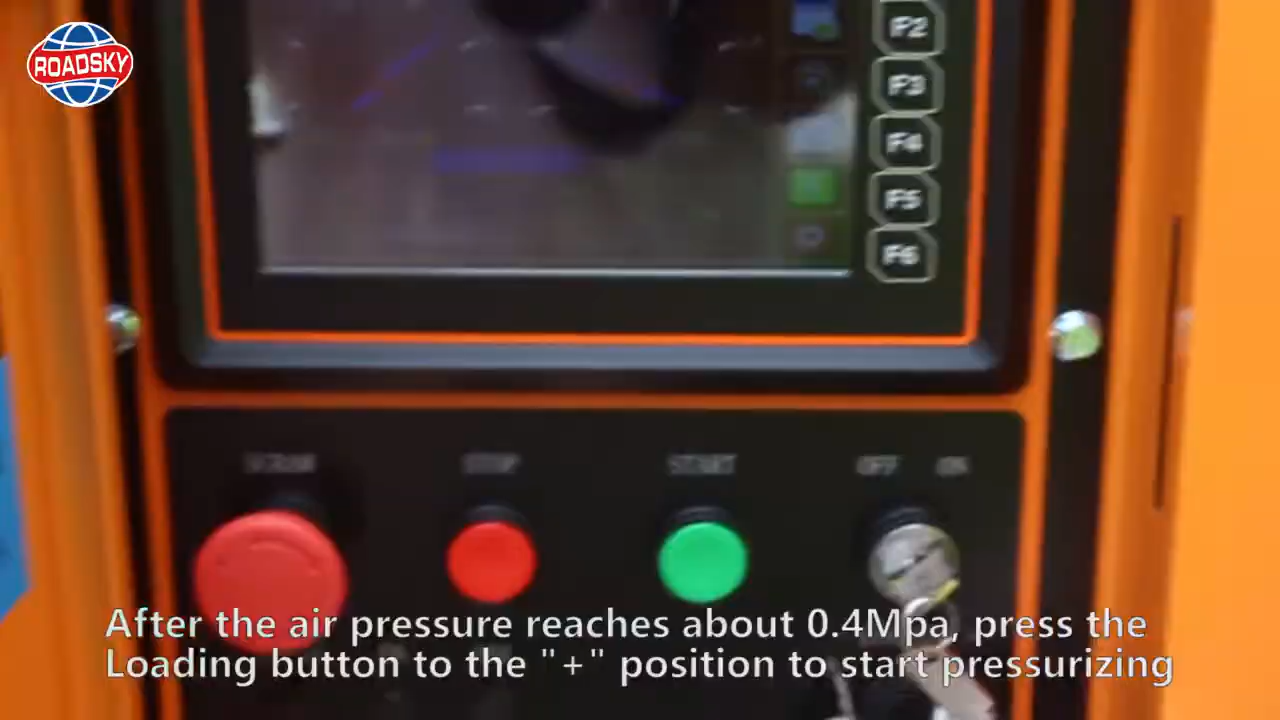 ROADSKY
F2
F3
F4
F5
F6
STOP
START
OFF ON
After the air pressure reaches about 0.4Mpa, press the
Loading button to the "+" position to start pressurizing